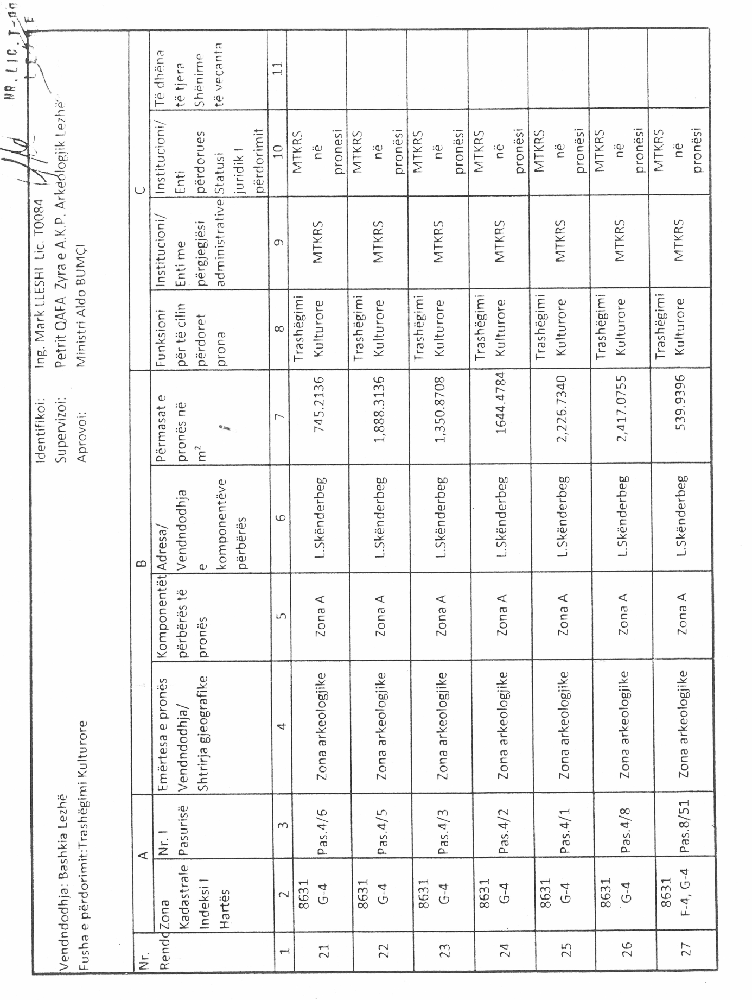 NR.LIC.T-
Identifikoi: Ing. Mark LLESHI Lic. T0084
Vendndodhja: Bashkia Lezhë Supervizoi: Petrit QAFA Zyra e A.K.P. Arkeologjik Lezhë
Fusha e përdorimit:Trashëgimi Kulturore Aprovoi: Ministri Aldo BUMÇI
Nr. A B C
Rendo Zona Nr. I Emërtesa e pronës Komponentët Adresa/ Përmasat e Funksioni Institucioni/ Institucioni/ Të dhëna
Kadastrale Pasurisë Vendndodhja/ përbërës të Vendndodhja pronës në për të cilin Enti me Enti të tjera
Indeksi I Shtrirja gjeografike pronës e m² përdoret përgjegjësi përdorues Shënime
Hartës komponentëve prona administrative Statusi të veçanta
përbërës juridik I
përdorimit
1 2 3 4 5 6 7 8 9 10 11
8631 Trashëgimi MTKRS
21 G-4 Pas.4/6 Zona arkeologjike Zona A L.Skënderbeg 745.2136 Kulturore MTKRS në
pronësi
8631 Trashëgimi MTKRS
22 G-4 Pas.4/5 Zona arkeologjike Zona A L.Skënderbeg 1,888.3136 Kulturore MTKRS në
pronësi
8631 Trashëgimi MTKRS
23 G-4 Pas.4/3 Zona arkeologjike Zona A L.Skënderbeg 1,350.8708 Kulturore MTKRS në
pronësi
8631 Trashëgimi MTKRS
24 G-4 Pas.4/2 Zona arkeologjike Zona A L.Skënderbeg 1644.4784 Kulturore MTKRS në
pronësi
8631 Trashëgimi MTKRS
25 G-4 Pas.4/1 Zona arkeologjike Zona A L.Skënderbeg 2,226.7340 Kulturore MTKRS në
pronësi
8631 Trashëgimi MTKRS
26 G-4 Pas.4/8 Zona arkeologjike Zona A L.Skënderbeg 2,417.0755 Kulturore MTKRS në
pronësi
8631 Trashëgimi MTKRS
27 F-4, G-4 Pas.8/51 Zona arkeologjike Zona A L.Skënderbeg 539.9396 Kulturore MTKRS në
pronësi